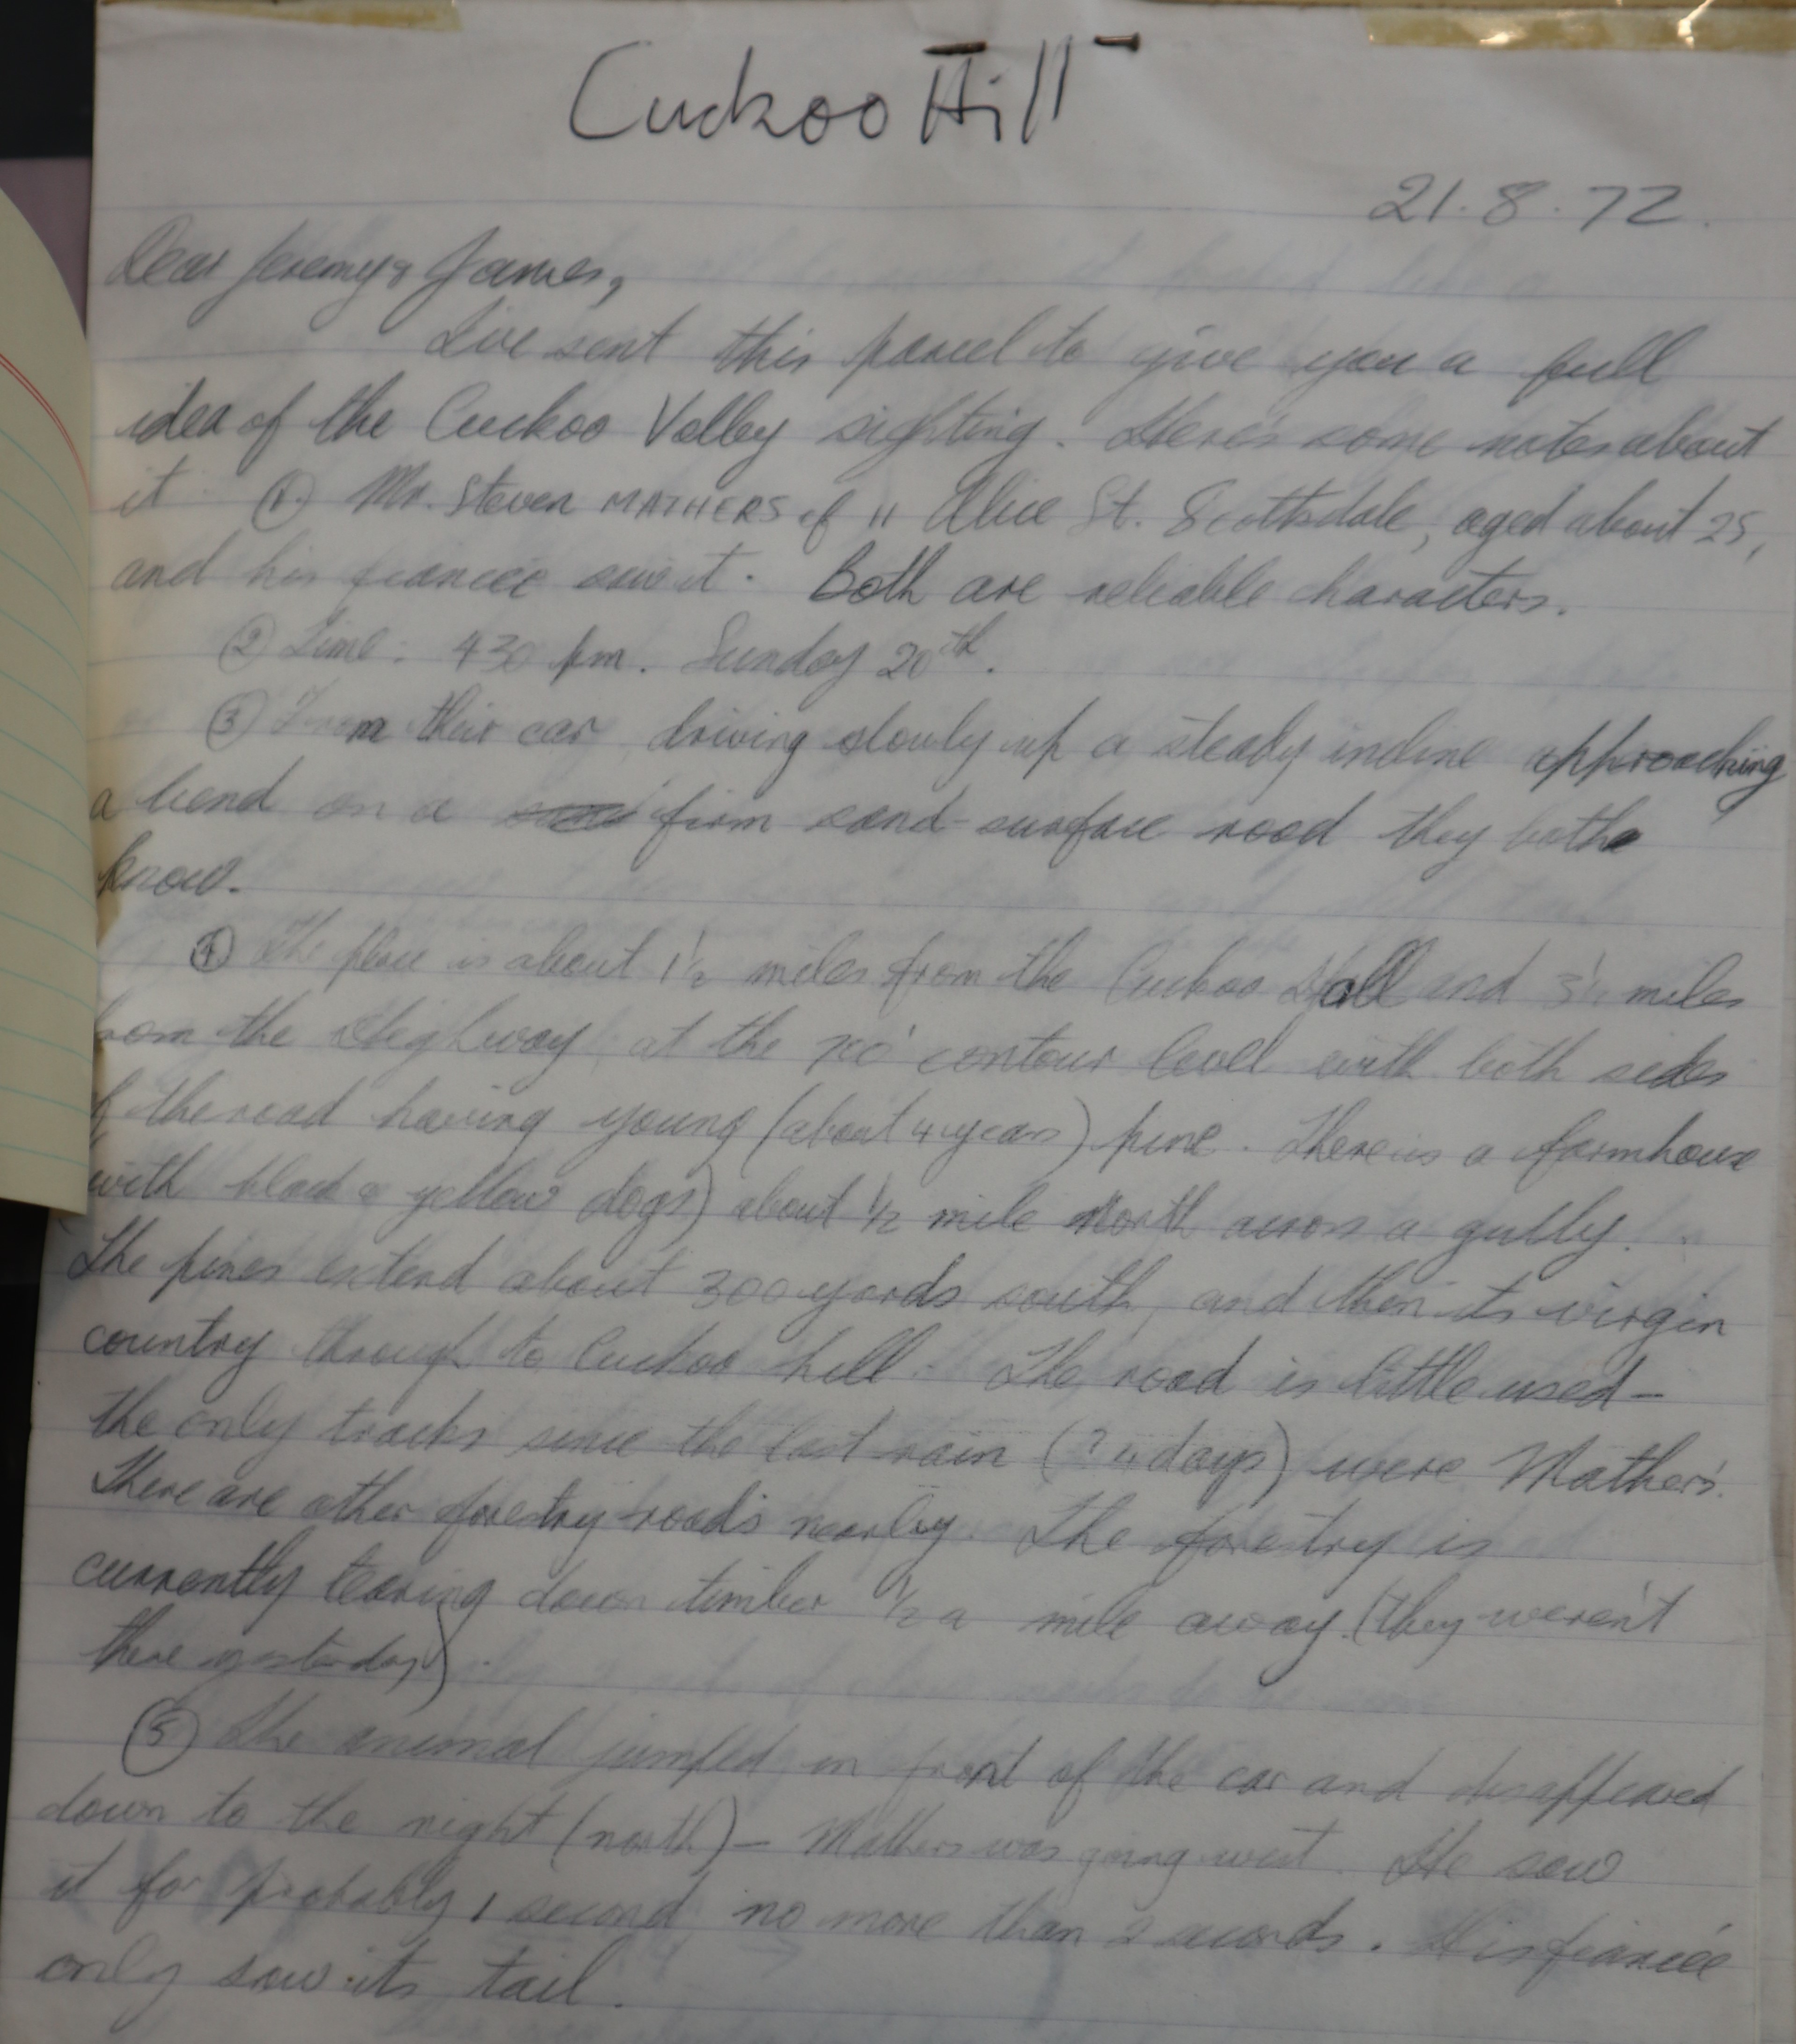 Cuckoo Hill
21.8.72.
Dear Jeremy & James,
I've sent this parcel to give you a full
idea of the Cuckoo Valley sighting. Here's some notes about
it. ① Mr. Steven MATHERS of 11 Alice St. Scottsdale, aged about 25,
and his fiancée saw it. Both are reliable characters.
② Time: 430 pm. Sunday 20th.
③ From their car, driving slowly up a steady incline approaching
a bend on a firm sand-surface road they both
know.
④ The place is about 1½ miles from the Cuckoo and miles
from the Highway, at the contour level with both sides
of the road having young (about 4 years) pine. There is a farmhouse
(with black & yellow dogs) about ½ mile North across a gully.
The pines extend about 300 yards south, and then its virgin
country through to Cuckoo hill. The road is little used-
the only tracks since the last rain (? 4 days) were Mathers'.
There are other forestry roads nearby. The forestry is
currently tearing down timber ½ a mile away. (they weren't
there yesterday).
⑤ The animal jumped in front of the car and disappeared
down to the right (north) - Mathers was going west. He saw
it for probably 1 second, no more than 2 seconds. His fiancée
only saw its tail.